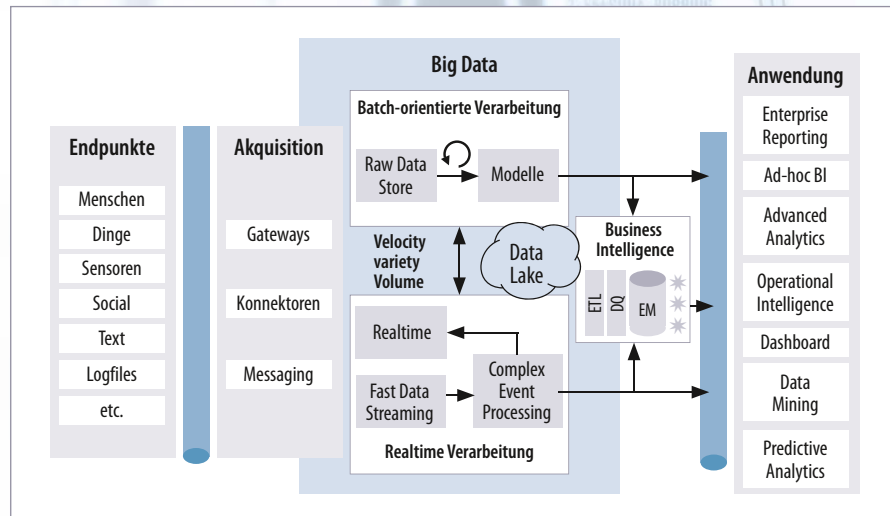 Big Data
Anwendung
Batch-orientierte Verarbeitung
Enterprise
Reporting
Endpunkte
Akquisition
Raw Data
Store
Modelle
Ad-hoc BI
Menschen
Dinge
Sensoren
Social
Text
Logfiles
etc.
Gateways
Konnektoren
Messaging
Velocity
variety
Volume
Data
Lake
Business
Intelligence
ETL
DQ
EM
Advanced
Analytics
Operational
Intelligence
Dashboard
Data
Mining
Predictive
Analytics
Realtime
Fast Data
Streaming
Complex
Event
Processing
Realtime Verarbeitung